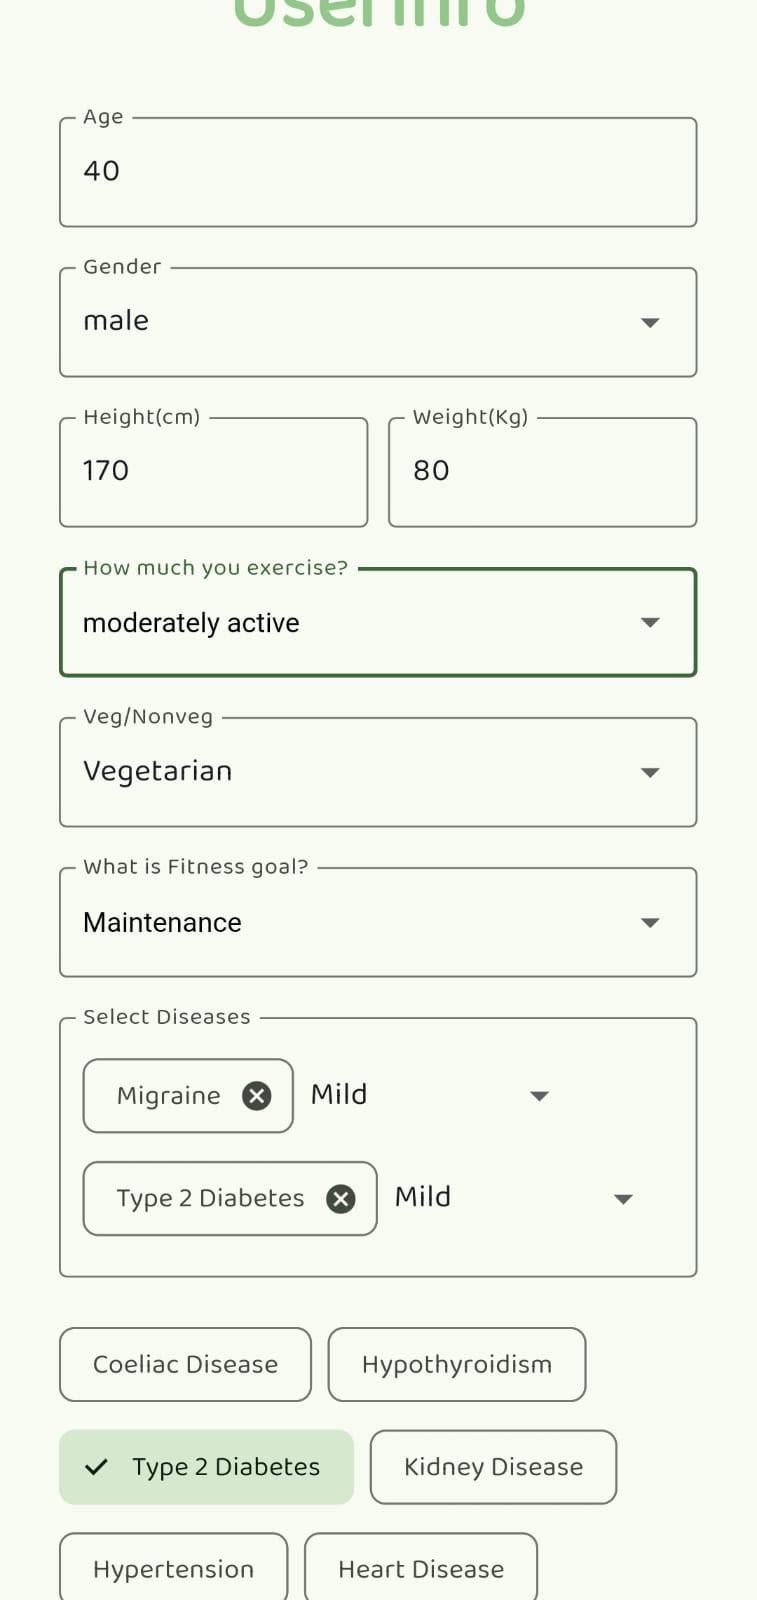 User Info
Age
40
Gender
male
Height(cm) Weight(Kg)
170 80
How much you exercise?
moderately active
Veg/Nonveg
Vegetarian
What is Fitness goal?
Maintenance
Select Diseases
Migraine Mild
Type 2 Diabetes Mild
Coeliac Disease Hypothyroidism
Type 2 Diabetes Kidney Disease
Hypertension Heart Disease